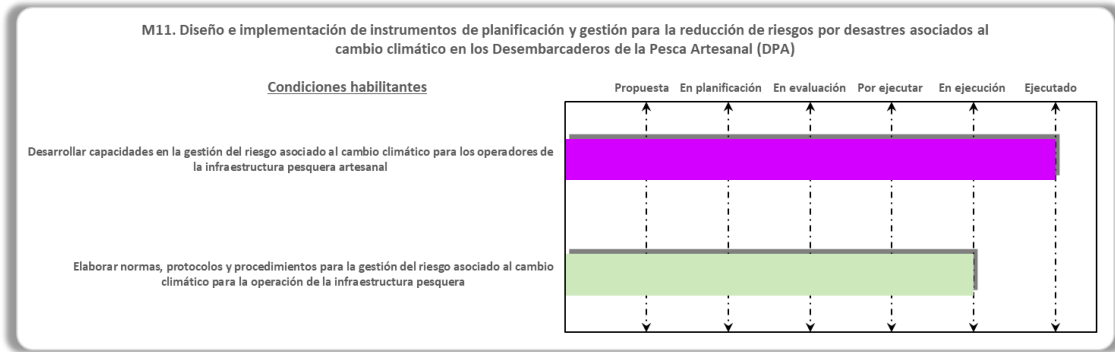 M11. Diseño e implementación de instrumentos de planificación y gestión para la reducción de riesgos por desastres asociados al
cambio climático en los Desembarcaderos de la Pesca Artesanal (DPA)
Condiciones habilitantes
Propuesta En planificación En evaluación Por ejecutar En ejecución Ejecutado
Desarrollar capacidades en la gestión del riesgo asociado al cambio climático para los operadores de
la infraestructura pesquera artesanal
Elaborar normas, protocolos y procedimientos para la gestión del riesgo asociado al cambio
climático para la operación de la infraestructura pesquera